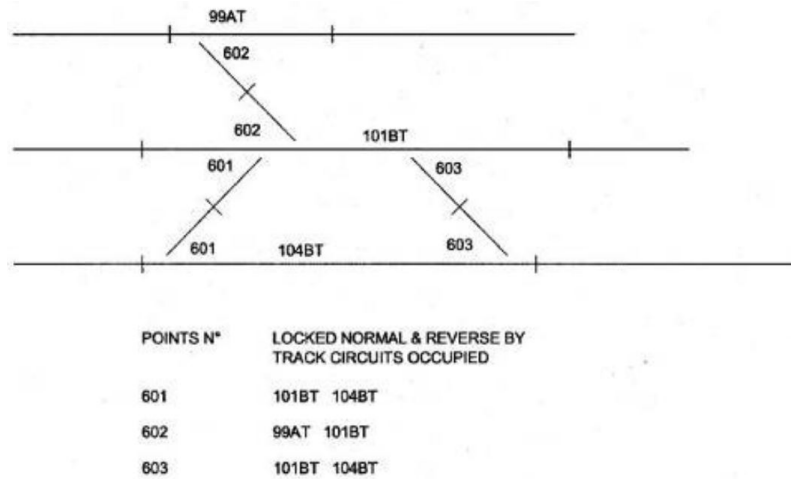 99AT
602
602
101BT
601
603
601
104BT
603
POINTS N° LOCKED NORMAL & REVERSE BY
TRACK CIRCUITS OCCUPIED
601 101BT 104BT
602 99AT 101BT
603 101BT 104BT